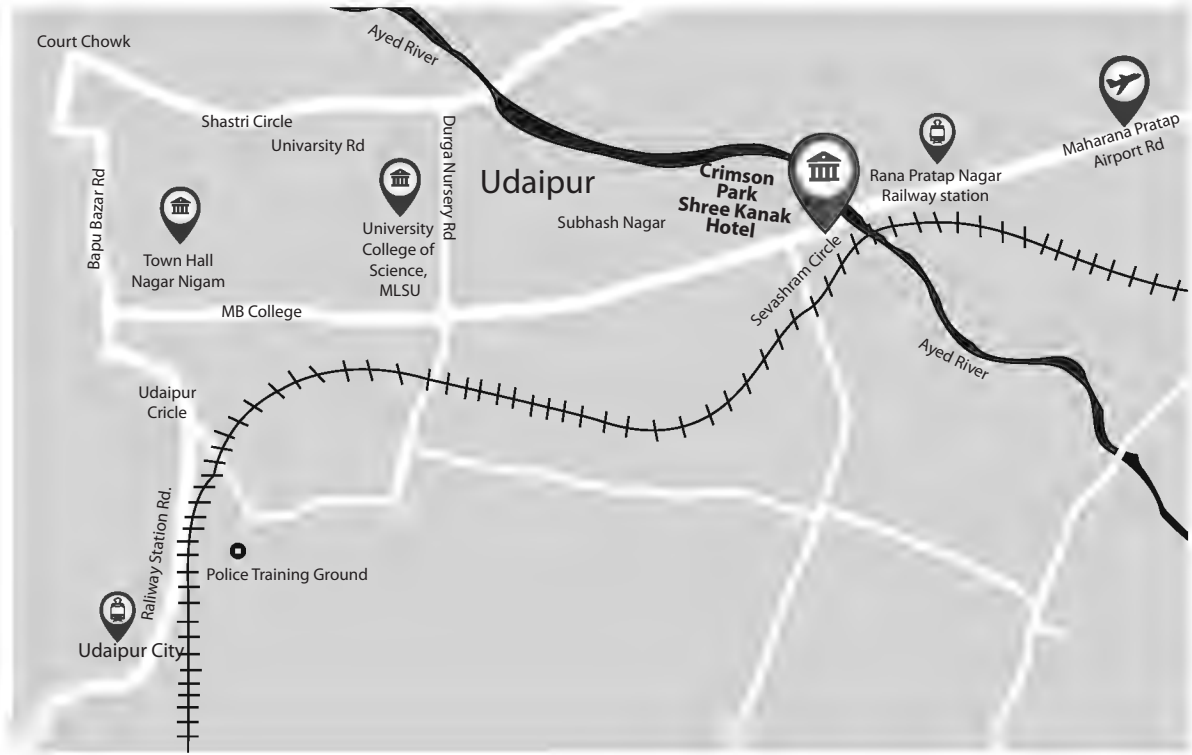 Court Chowk
Ayed River
Shastri Circle
Univarsity Rd
Durga Nursery Rd
Maharana Pratap
Airport Rd
Rana Pratap Nagar
Railway station
Udaipur
Crimson
Park
Shree Kanak
Hotel
Subhash Nagar
Bapu Bazar Rd
University
College of
Science,
MLSU
Town Hall
Nagar Nigam
Sevashram Circle
MB College
Ayed River
Udaipur
Cricle
Raliway Station Rd.
Police Training Ground
Udaipur City